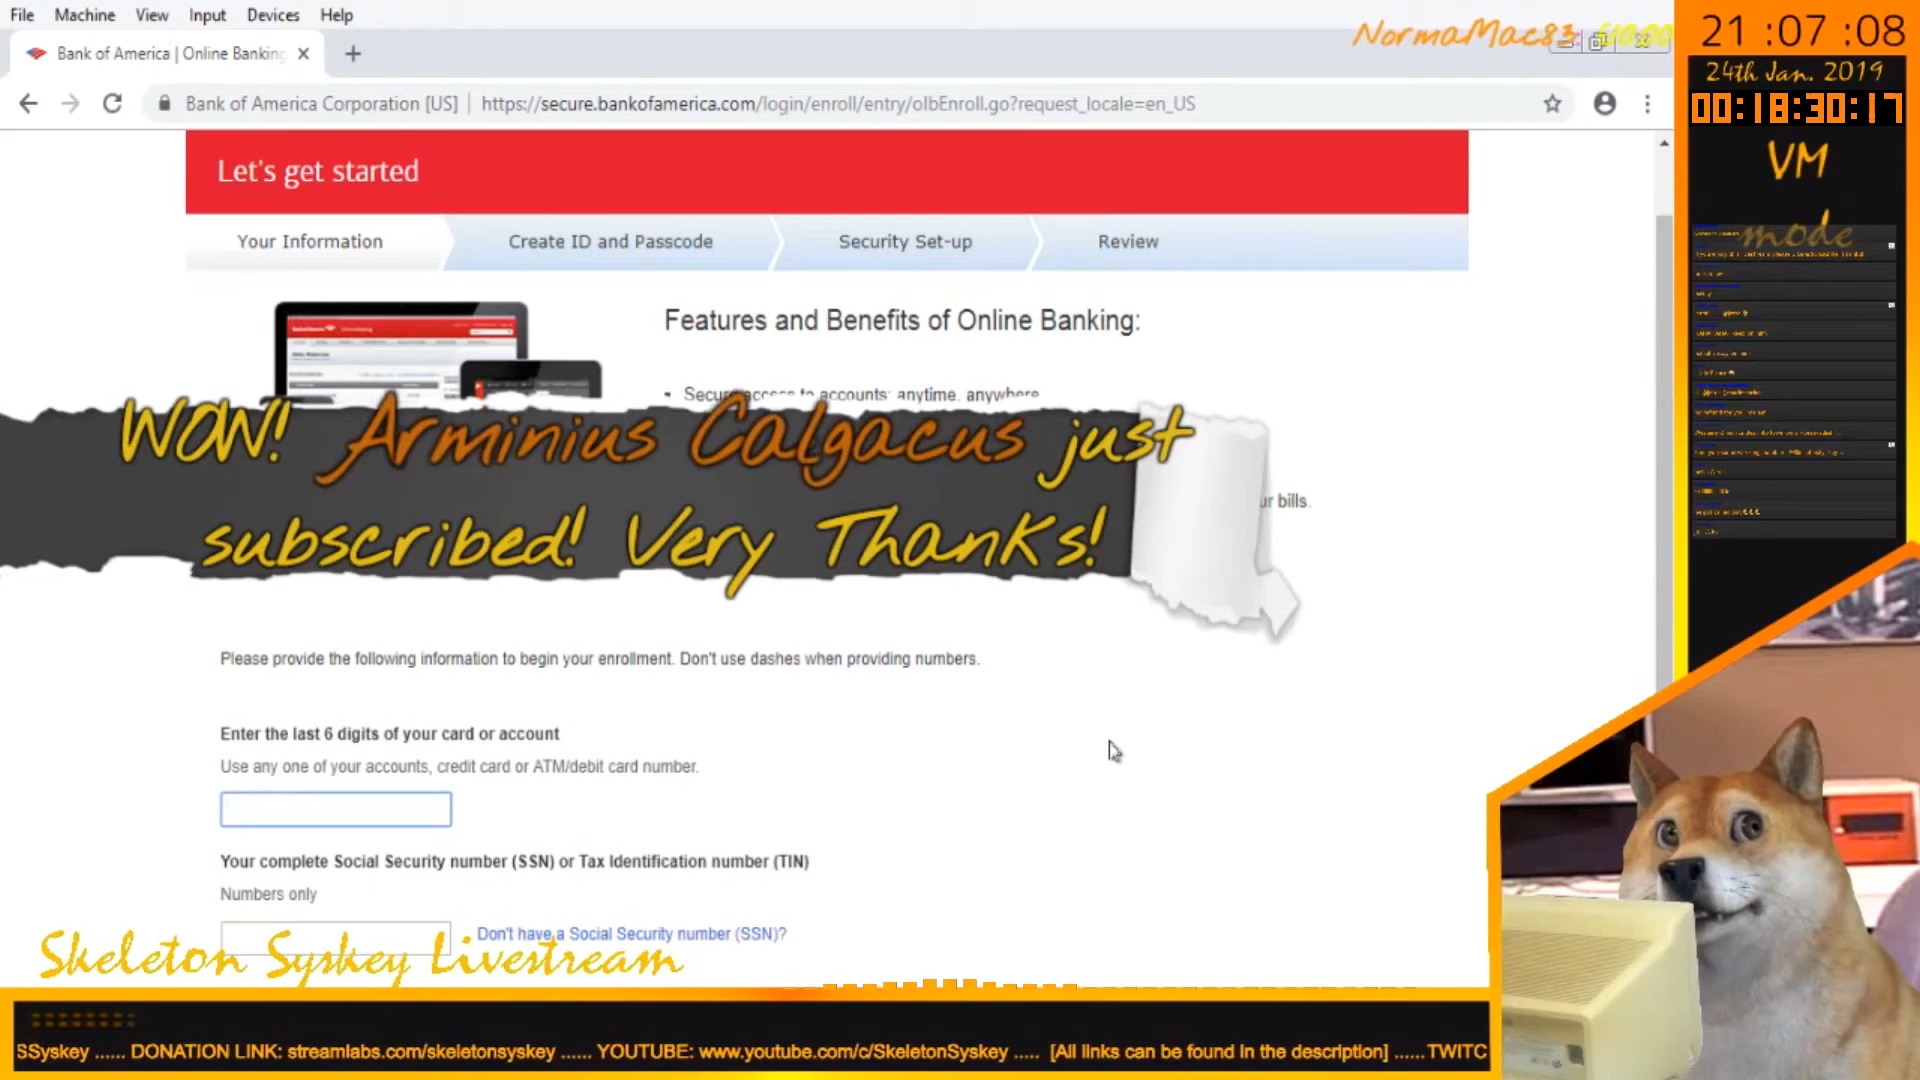 File Machine View Input Devices Help
NormaMac83
21 :07 :08
Bank of America | Online Banking
24th Jan. 2019
Bank of America Corporation [US] https://secure.bankofamerica.com/login/enroll/entry/olbEnroll.go?request_locale=en_US
00:18:30:17
VM
mode
Let's get started
Your Information Create ID and Passcode Security Set-up Review
Features and Benefits of Online Banking:
Secure access to accounts: anytime, anywhere
WOW! Arminius Calgacus just
subscribed! Very Thanks!
bills.
Please provide the following information to begin your enrollment. Don't use dashes when providing numbers.
Enter the last 6 digits of your card or account
Use any one of your accounts, credit card or ATM/debit card number.
Your complete Social Security number (SSN) or Tax Identification number (TIN)
Numbers only
Don't have a Social Security number (SSN)?
Skeleton Syskey Livestream
SSyskey ...... DONATION LINK: streamlabs.com/skeletonsyskey ...... YOUTUBE: www.youtube.com/c/SkeletonSyskey ..... [All links can be found in the description] ...... TWITC